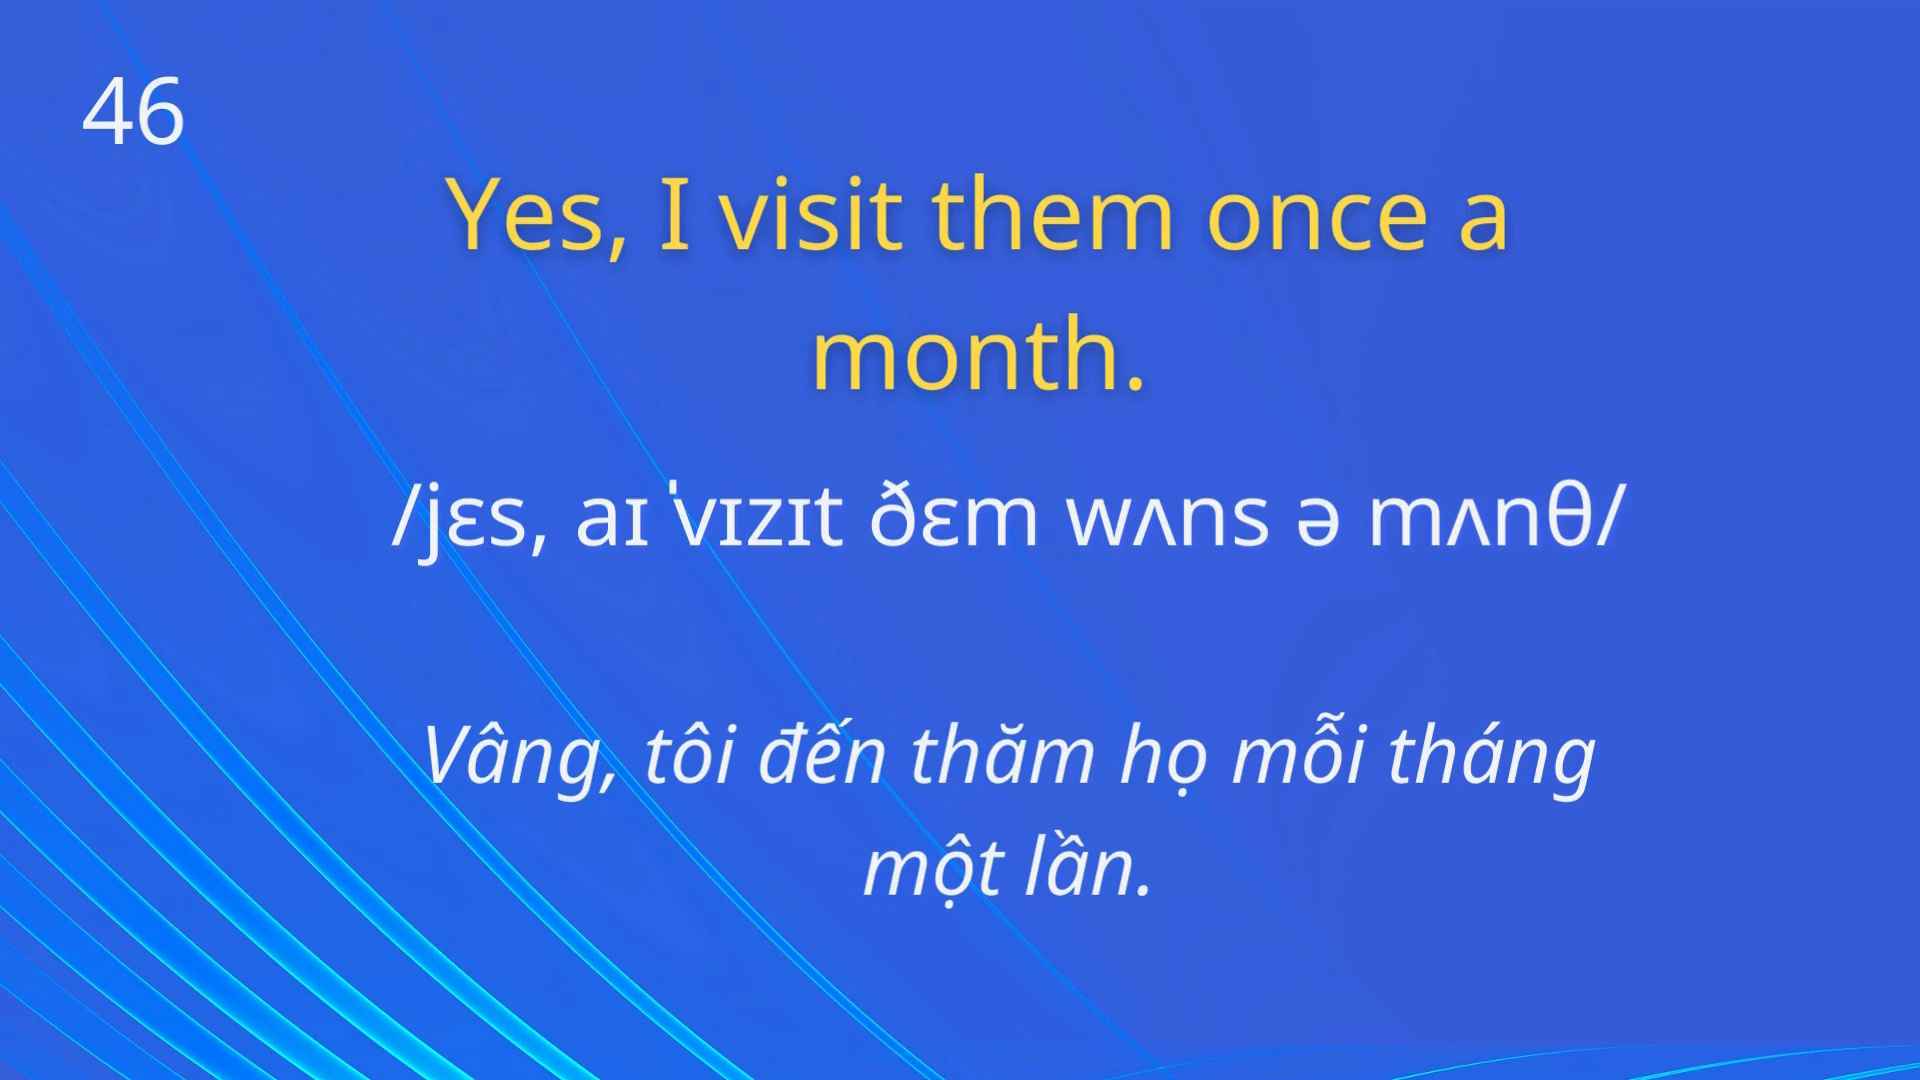 46
Yes, I visit them once a
month.
/jɛs, aɪ ˈvɪzɪt ðɛm wʌns ə mʌnθ/
Vâng, tôi đến thăm họ mỗi tháng
một lần.